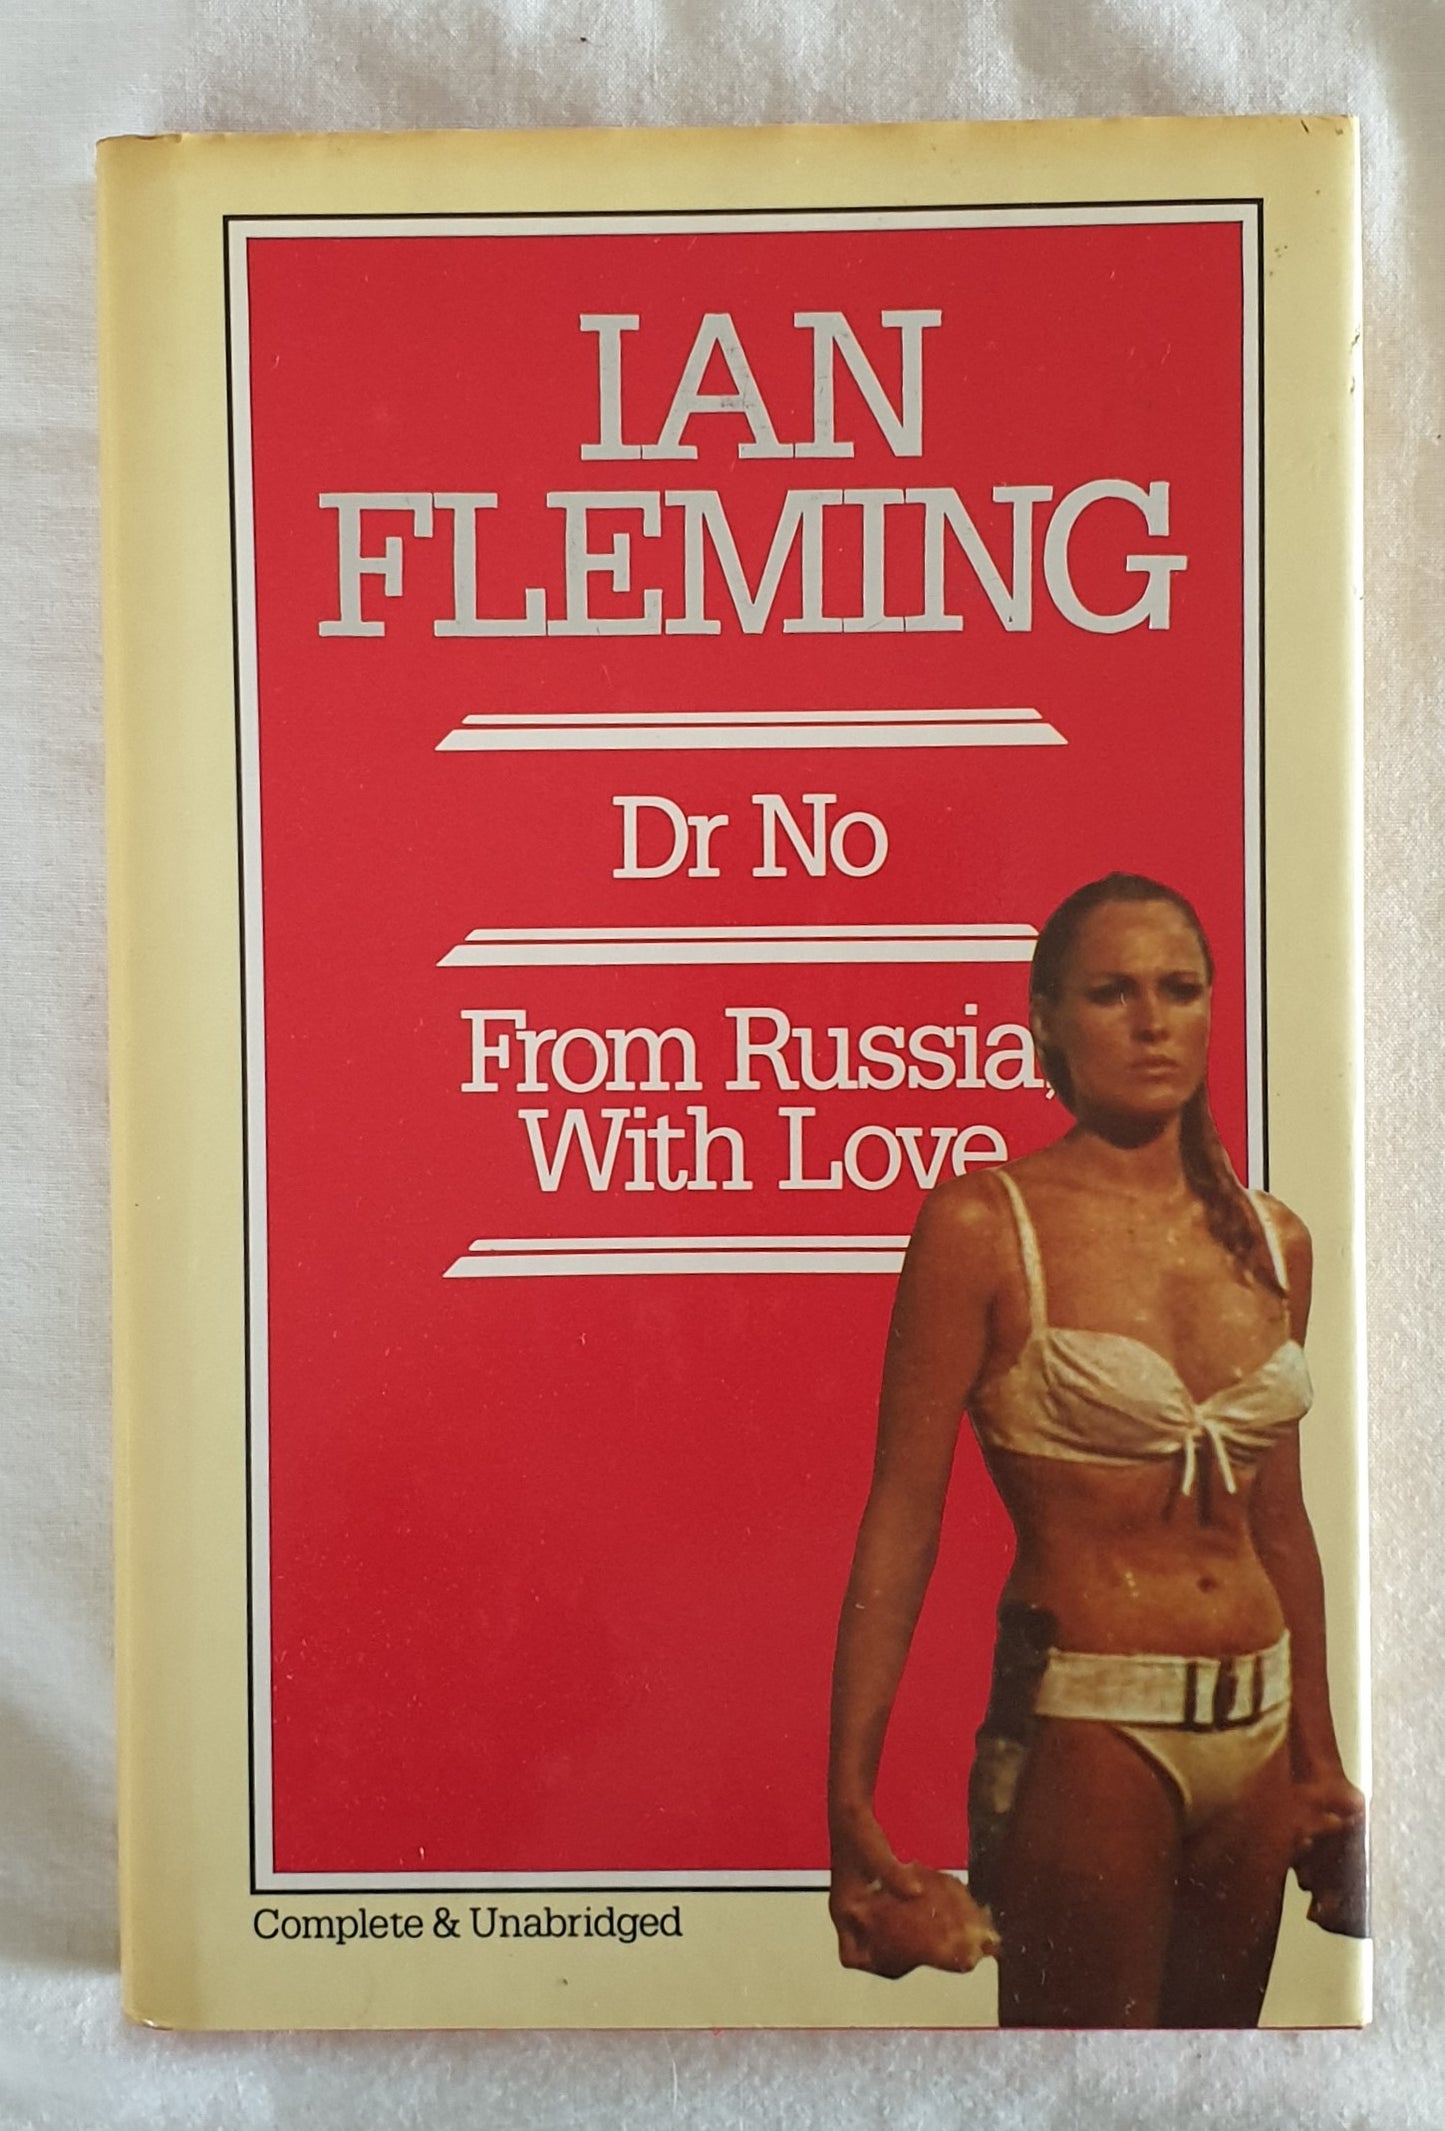 IAN
FLEMING
Dr No
From Russia,
With Love
Complete & Unabridged